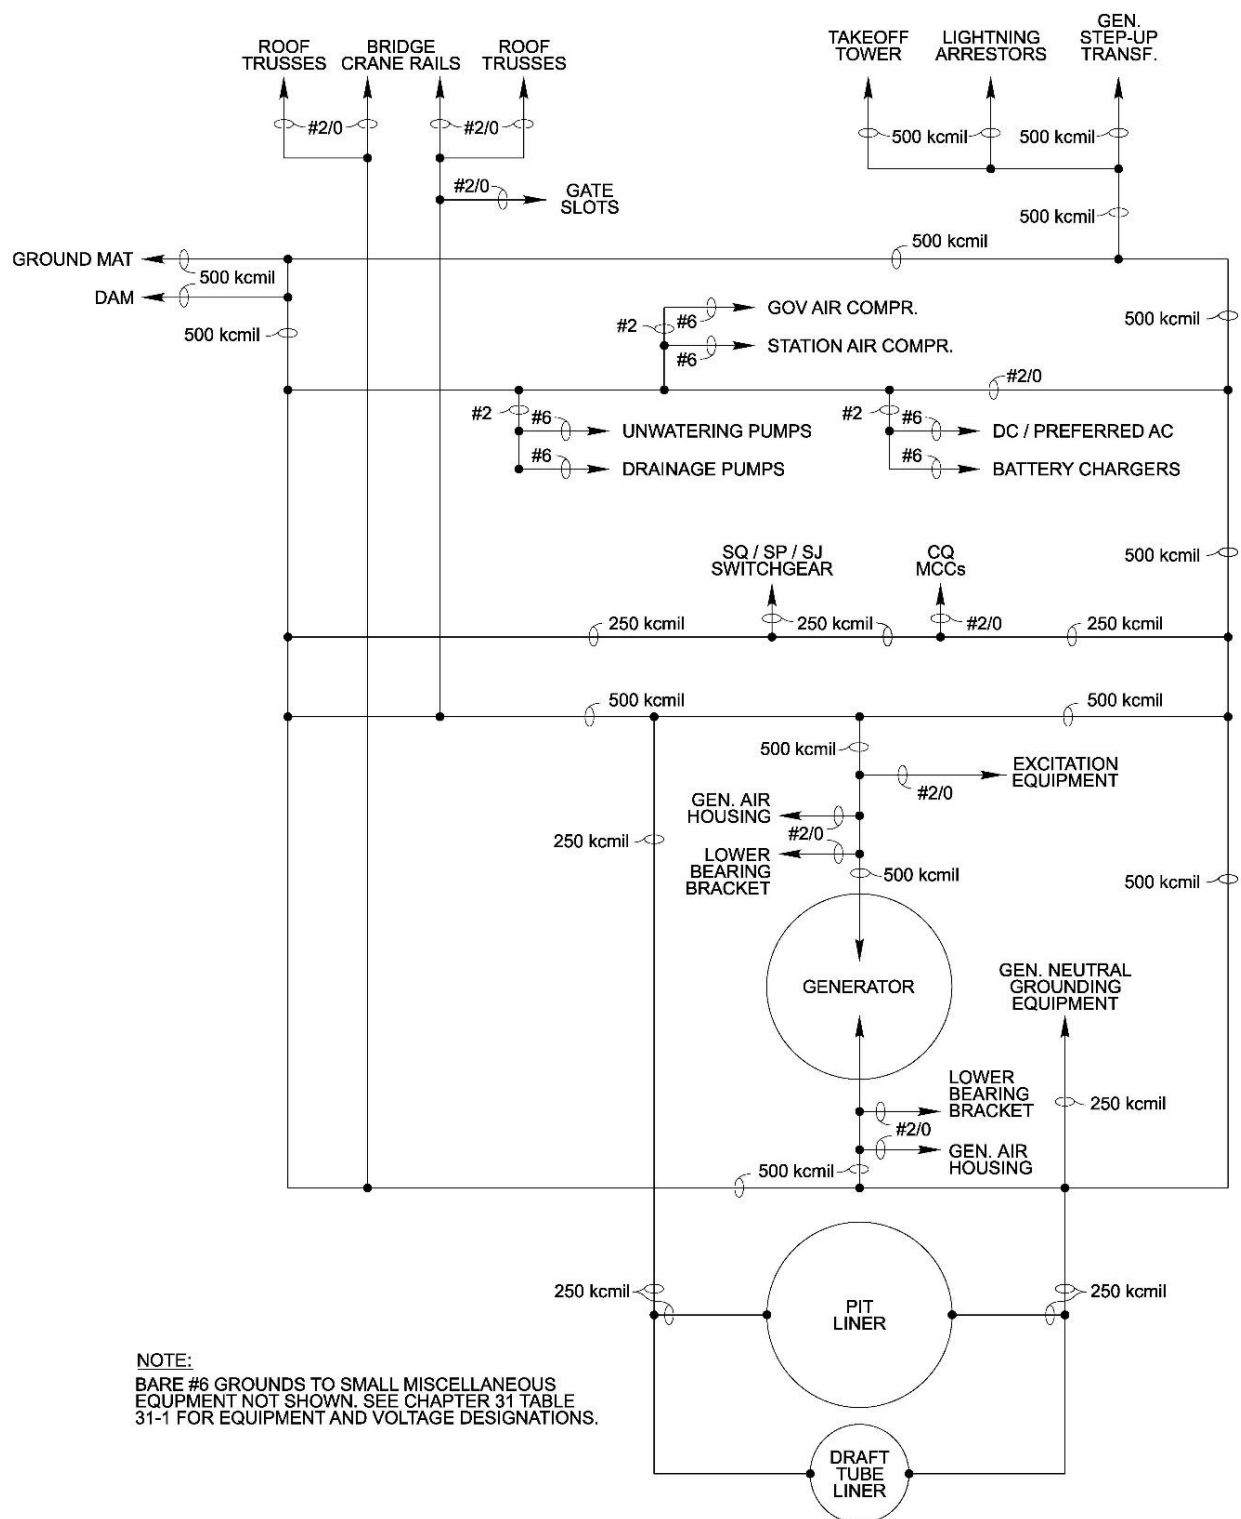 ROOF
TRUSSES
BRIDGE
CRANE RAILS
ROOF
TRUSSES
TAKEOFF
TOWER
LIGHTNING
ARRESTORS
GEN.
STEP-UP
TRANSF.
#2/0
#2/0
500 kcmil
500 kcmil
#2/0
GATE
SLOTS
500 kcmil
500 kcmil
GROUND MAT
500 kcmil
DAM
500 kcmil
GOV AIR COMPR.
#6
#2
STATION AIR COMPR.
#6
500 kcmil
#2/0
#2
#6
UNWATERING PUMPS
#6
DRAINAGE PUMPS
#2
#6
DC / PREFERRED AC
#6
BATTERY CHARGERS
SQ / SP / SJ
SWITCHGEAR
CQ
MCCs
500 kcmil
250 kcmil
250 kcmil
#2/0
250 kcmil
500 kcmil
500 kcmil
500 kcmil
EXCITATION
EQUIPMENT
#2/0
GEN. AIR
HOUSING
#2/0
250 kcmil
LOWER
BEARING
BRACKET
500 kcmil
500 kcmil
GENERATOR
GEN. NEUTRAL
GROUNDING
EQUIPMENT
LOWER
BEARING
BRACKET
250 kcmil
#2/0
GEN. AIR
HOUSING
500 kcmil
250 kcmil
250 kcmil
PIT
LINER
NOTE:
BARE #6 GROUNDS TO SMALL MISCELLANEOUS
EQUPMENT NOT SHOWN. SEE CHAPTER 31 TABLE
31-1 FOR EQUIPMENT AND VOLTAGE DESIGNATIONS.
DRAFT
TUBE
LINER